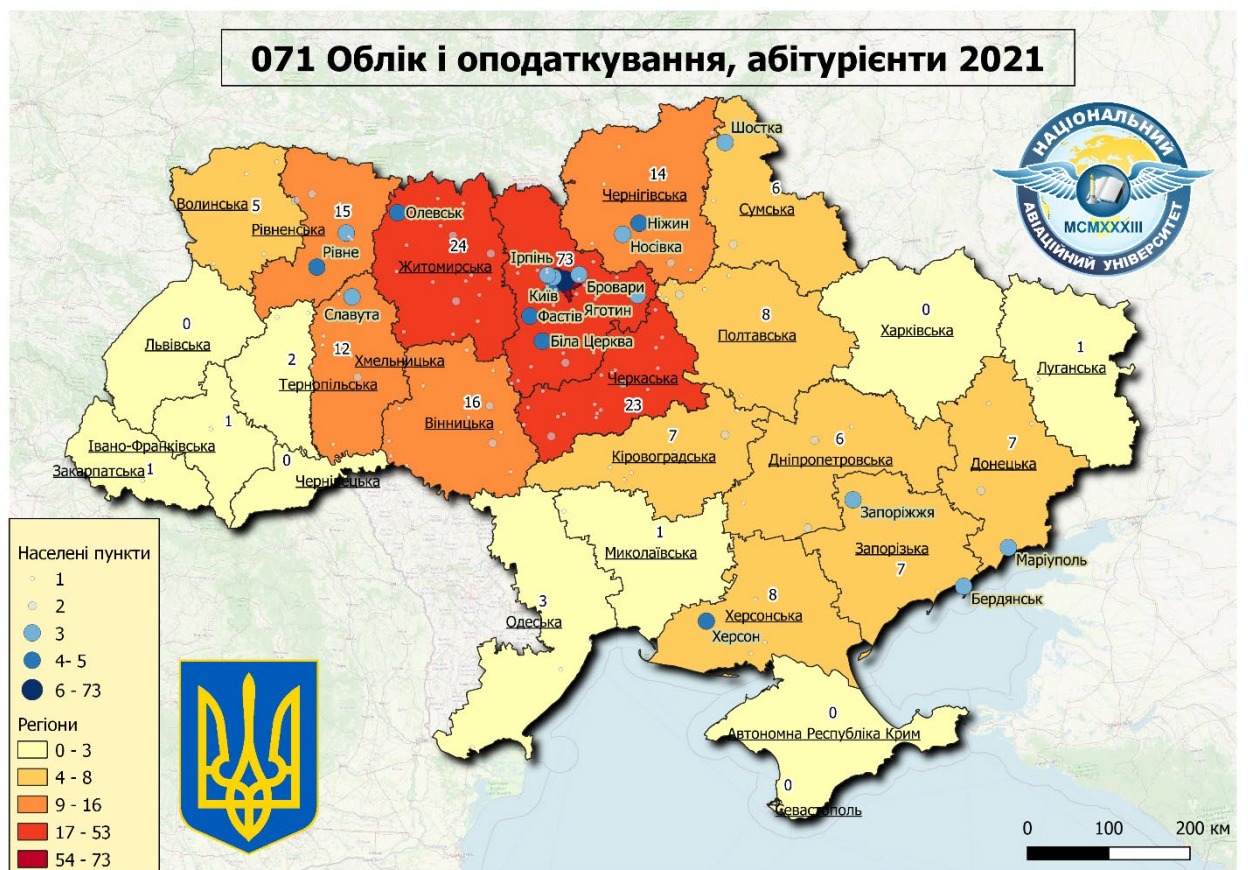 071 Облік і оподаткування, абітурієнти 2021
НАЦІОНАЛЬНИЙ
АВІАЦІЙНИЙ УНІВЕРСИТЕТ
MCMXXXIII
Шостка
14
Чернігівська
6
Сумська
Волинська 5
15
Рівненська
Олевськ
Ніжин
Носівка
Рівне
24
Житомирська
Ірпінь 73
Бровари
Київ
Яготин
Славута
Фастів
Біла Церква
0
Львівська
2
Тернопільська
12
Хмельницька
16
Вінницька
Черкаська
23
8
Полтавська
0
Харківська
1
Луганська
Івано-Франківська
1
Закарпатська
1
0
Чернівецька
7
Кіровоградська
6
Дніпропетровська
7
Донецька
Запоріжжя
1
Миколаївська
Запорізька
7
Маріуполь
Бердянськ
3
Одеська
8
Херсонська
Херсон
0
Автономна Республіка Крим
0
Севастополь
Населені пункти
1
2
3
4- 5
6 - 73
Регіони
0 - 3
4 - 8
9 - 16
17 - 53
54 - 73
0 100 200 км